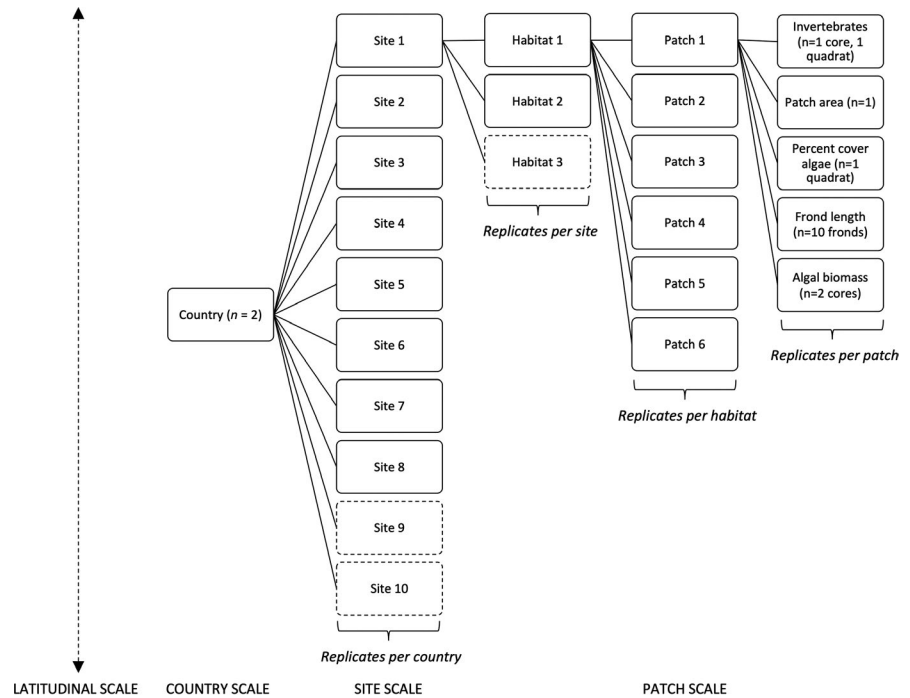 Country (n = 2)
Site 1
Site 2
Site 3
Site 4
Site 5
Site 6
Site 7
Site 8
Site 9
Site 10
Replicates per country
Habitat 1
Habitat 2
Habitat 3
Replicates per site
Patch 1
Patch 2
Patch 3
Patch 4
Patch 5
Patch 6
Replicates per habitat
Invertebrates
(n=1 core, 1
quadrat)
Patch area (n=1)
Percent cover
algae (n=1
quadrat)
Frond length
(n=10 fronds)
Algal biomass
(n=2 cores)
Replicates per patch
LATITUDINAL SCALE
COUNTRY SCALE
SITE SCALE
PATCH SCALE